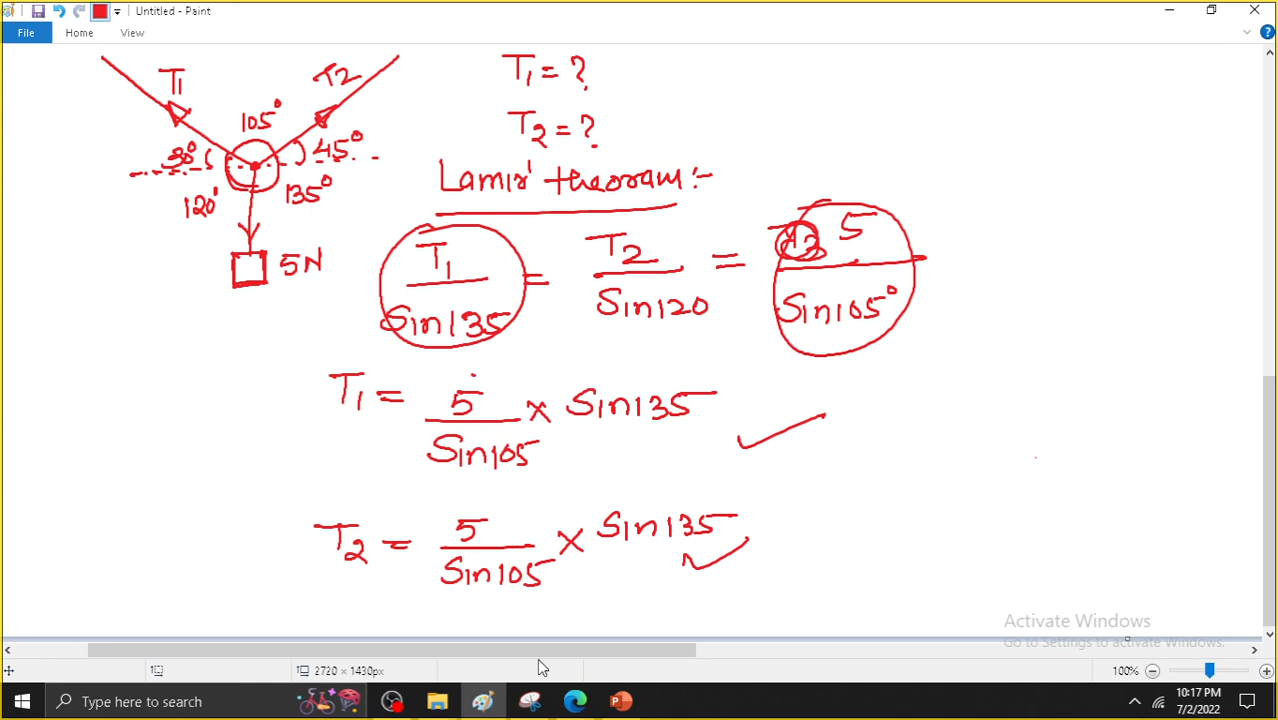 Untitled - Paint
File Home View
T1 T2
105°
30° 45°
120° 135°
5N
T1 = ?
T2 = ?
Lami's theoram :-
T1 / Sin135 = T2 / Sin120 = 5 / Sin105°
T1 = 5 / Sin105 × Sin135
T2 = 5 / Sin105 × Sin135
Activate Windows
Go to Settings to activate Windows.
2720 × 1430px
100%
Type here to search
10:17 PM
7/2/2022